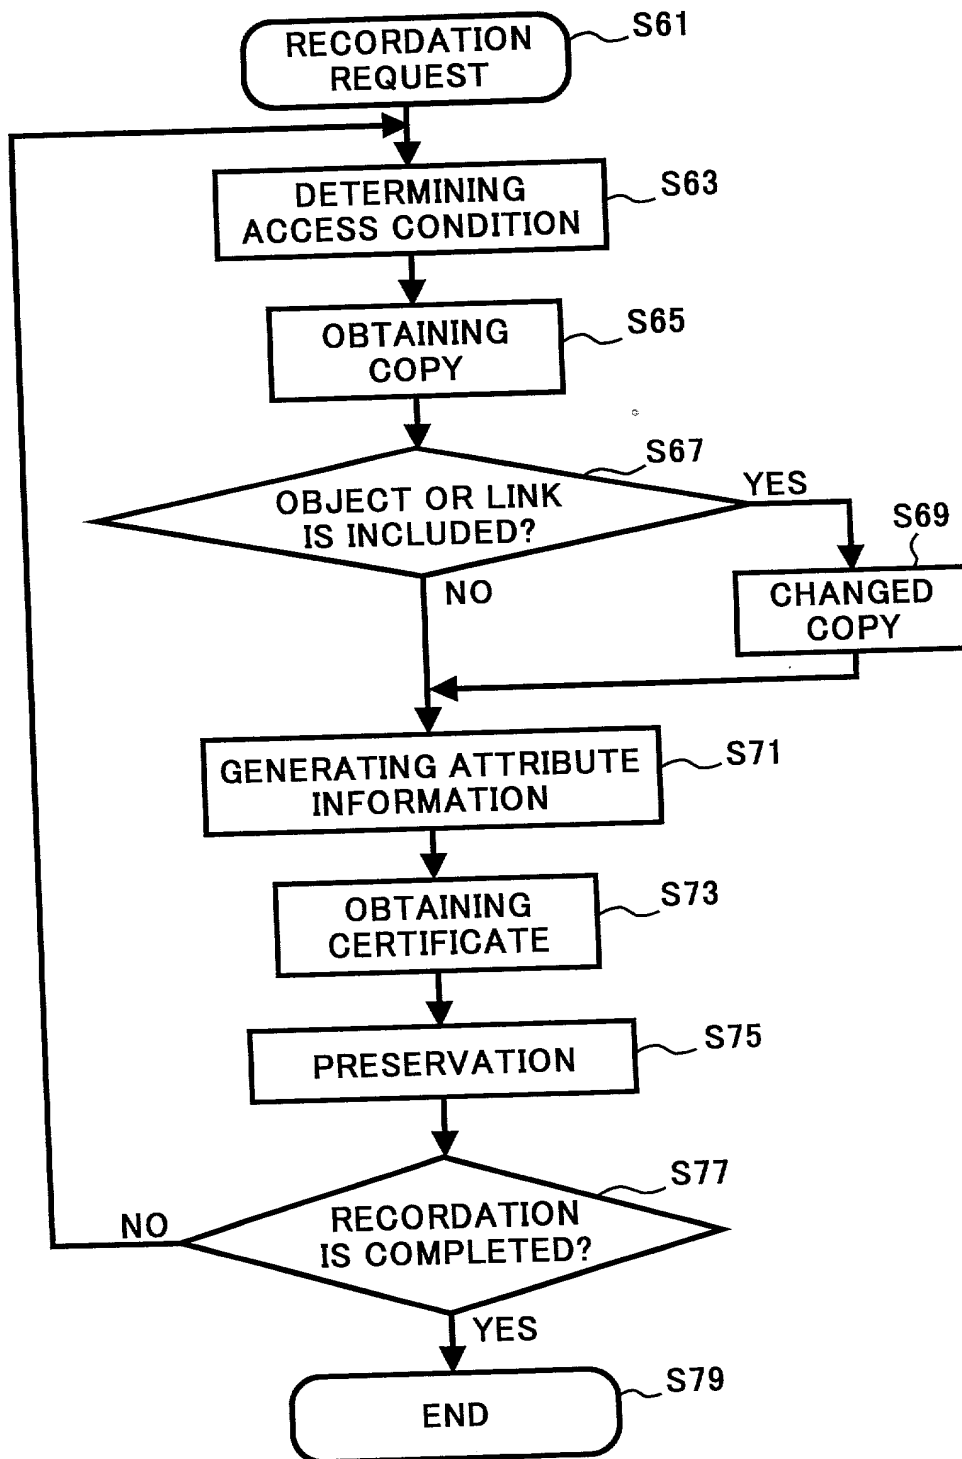 RECORDATION
REQUEST
S61
DETERMINING
ACCESS CONDITION
S63
OBTAINING
COPY
S65
OBJECT OR LINK
IS INCLUDED?
S67
YES
NO
CHANGED
COPY
S69
GENERATING ATTRIBUTE
INFORMATION
S71
OBTAINING
CERTIFICATE
S73
PRESERVATION
S75
RECORDATION
IS COMPLETED?
S77
NO
YES
END
S79